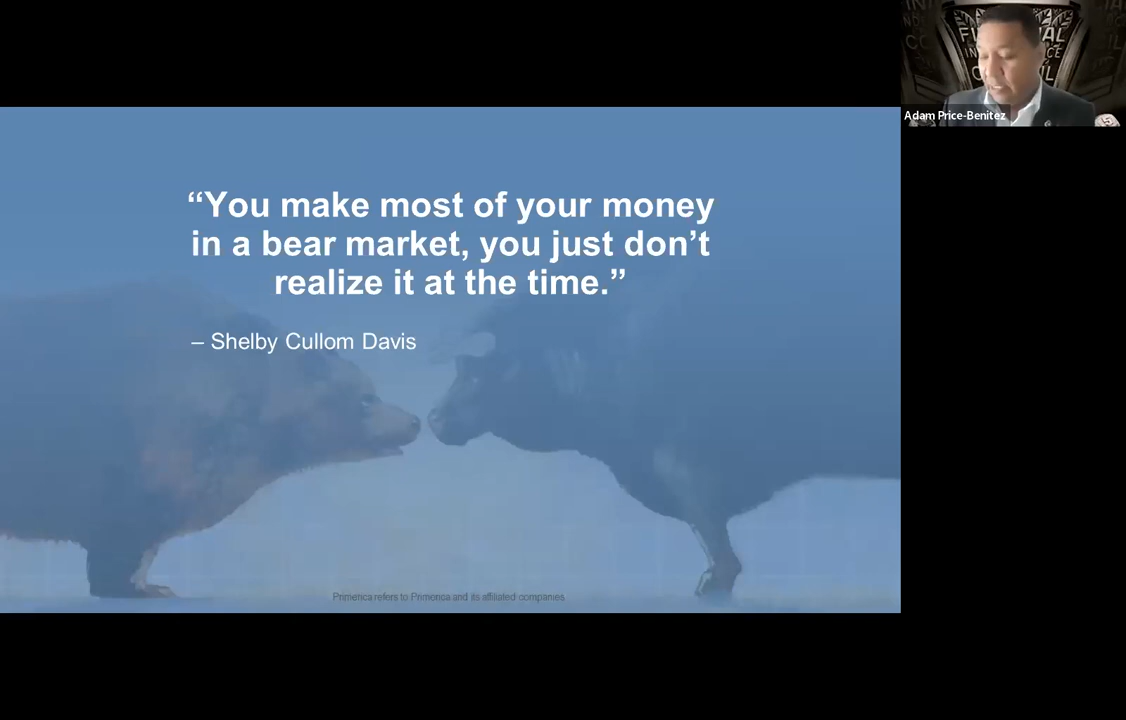 “You make most of your money
in a bear market, you just don’t
realize it at the time.”
– Shelby Cullom Davis
Primerica refers to Primerica and its affiliated companies
Adam Price-Benitez